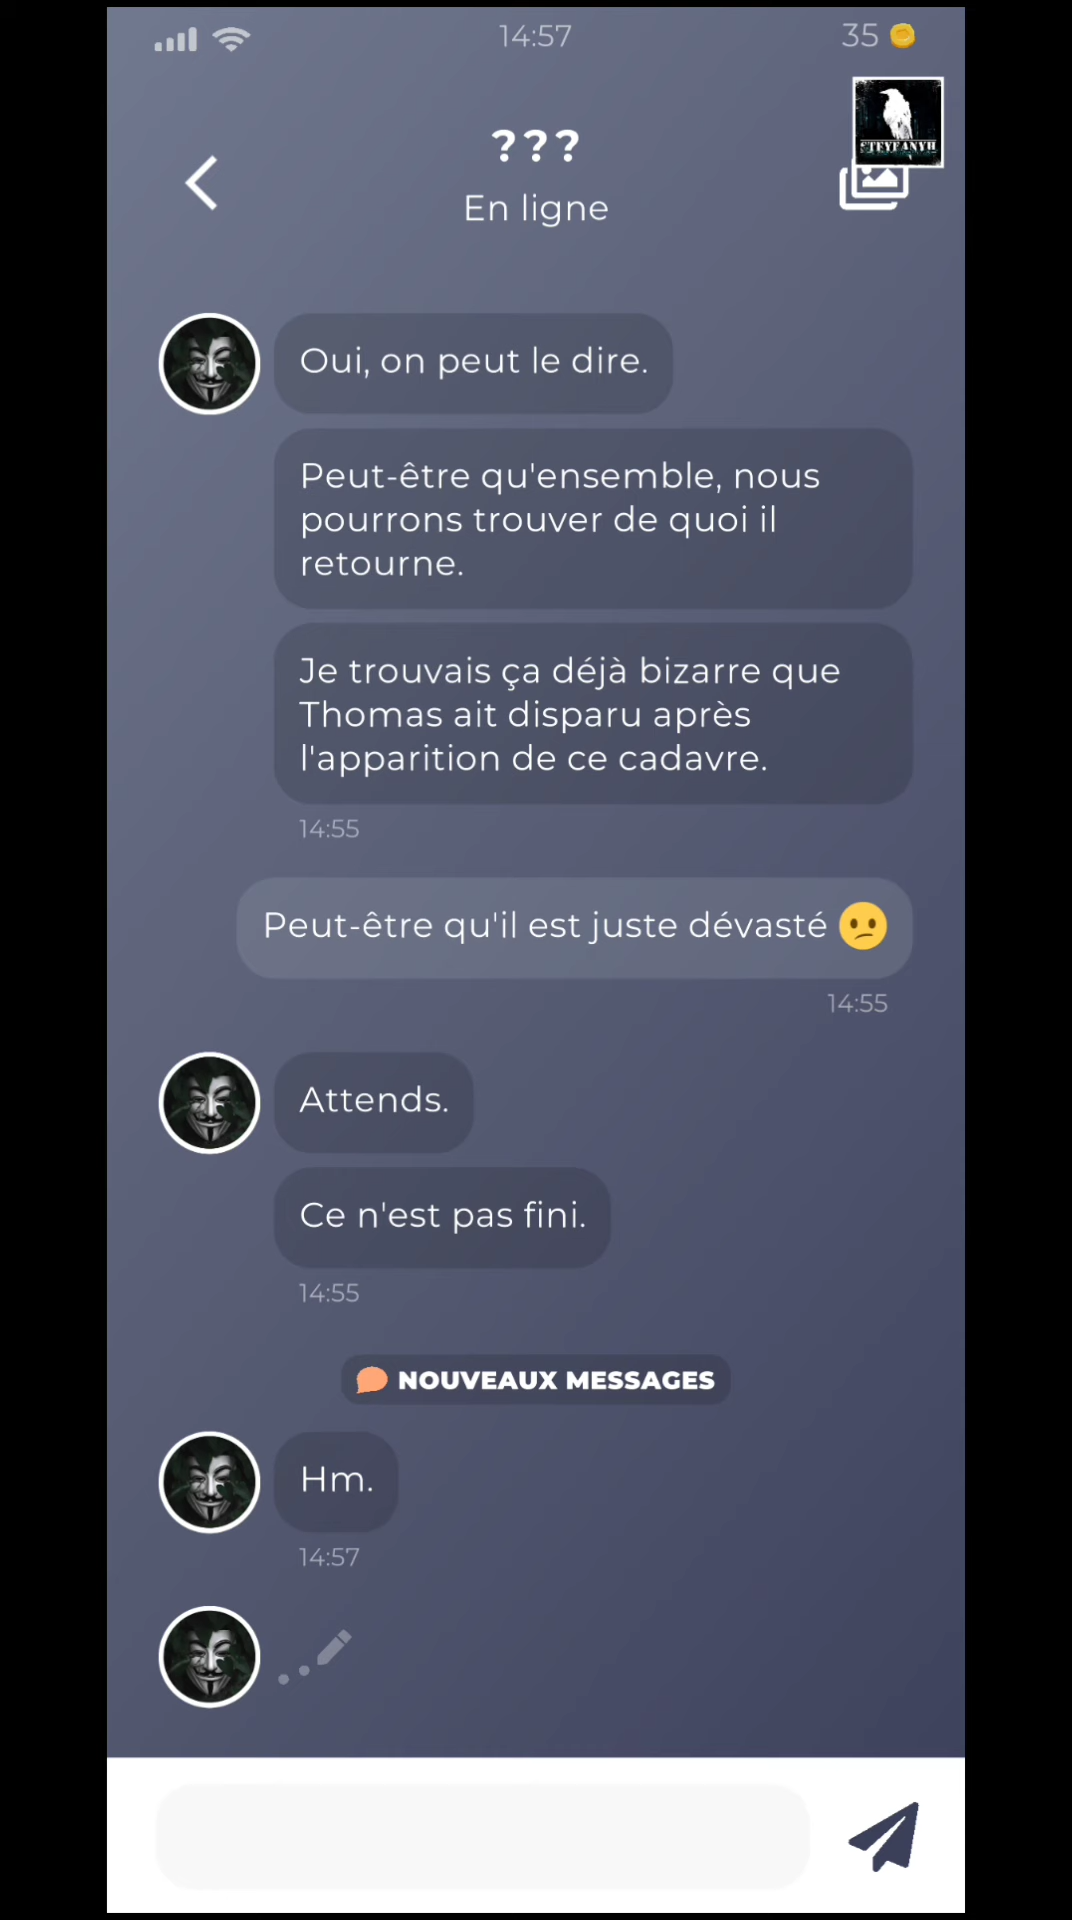 14:57
35
STEYFANYH
???
En ligne
Oui, on peut le dire.
Peut-être qu'ensemble, nous
pourrons trouver de quoi il
retourne.
Je trouvais ça déjà bizarre que
Thomas ait disparu après
l'apparition de ce cadavre.
14:55
Peut-être qu'il est juste dévasté 😕
14:55
Attends.
Ce n'est pas fini.
14:55
NOUVEAUX MESSAGES
Hm.
14:57